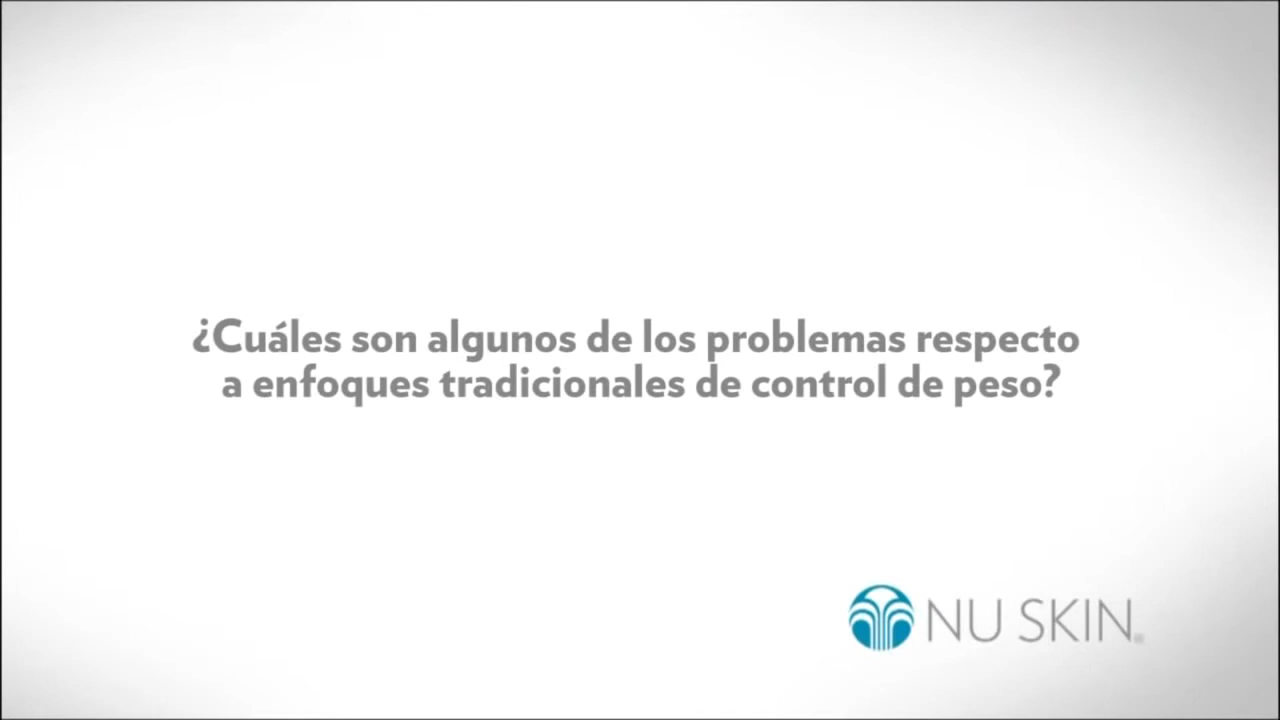 ¿Cuáles son algunos de los problemas respecto
a enfoques tradicionales de control de peso?
NU SKIN